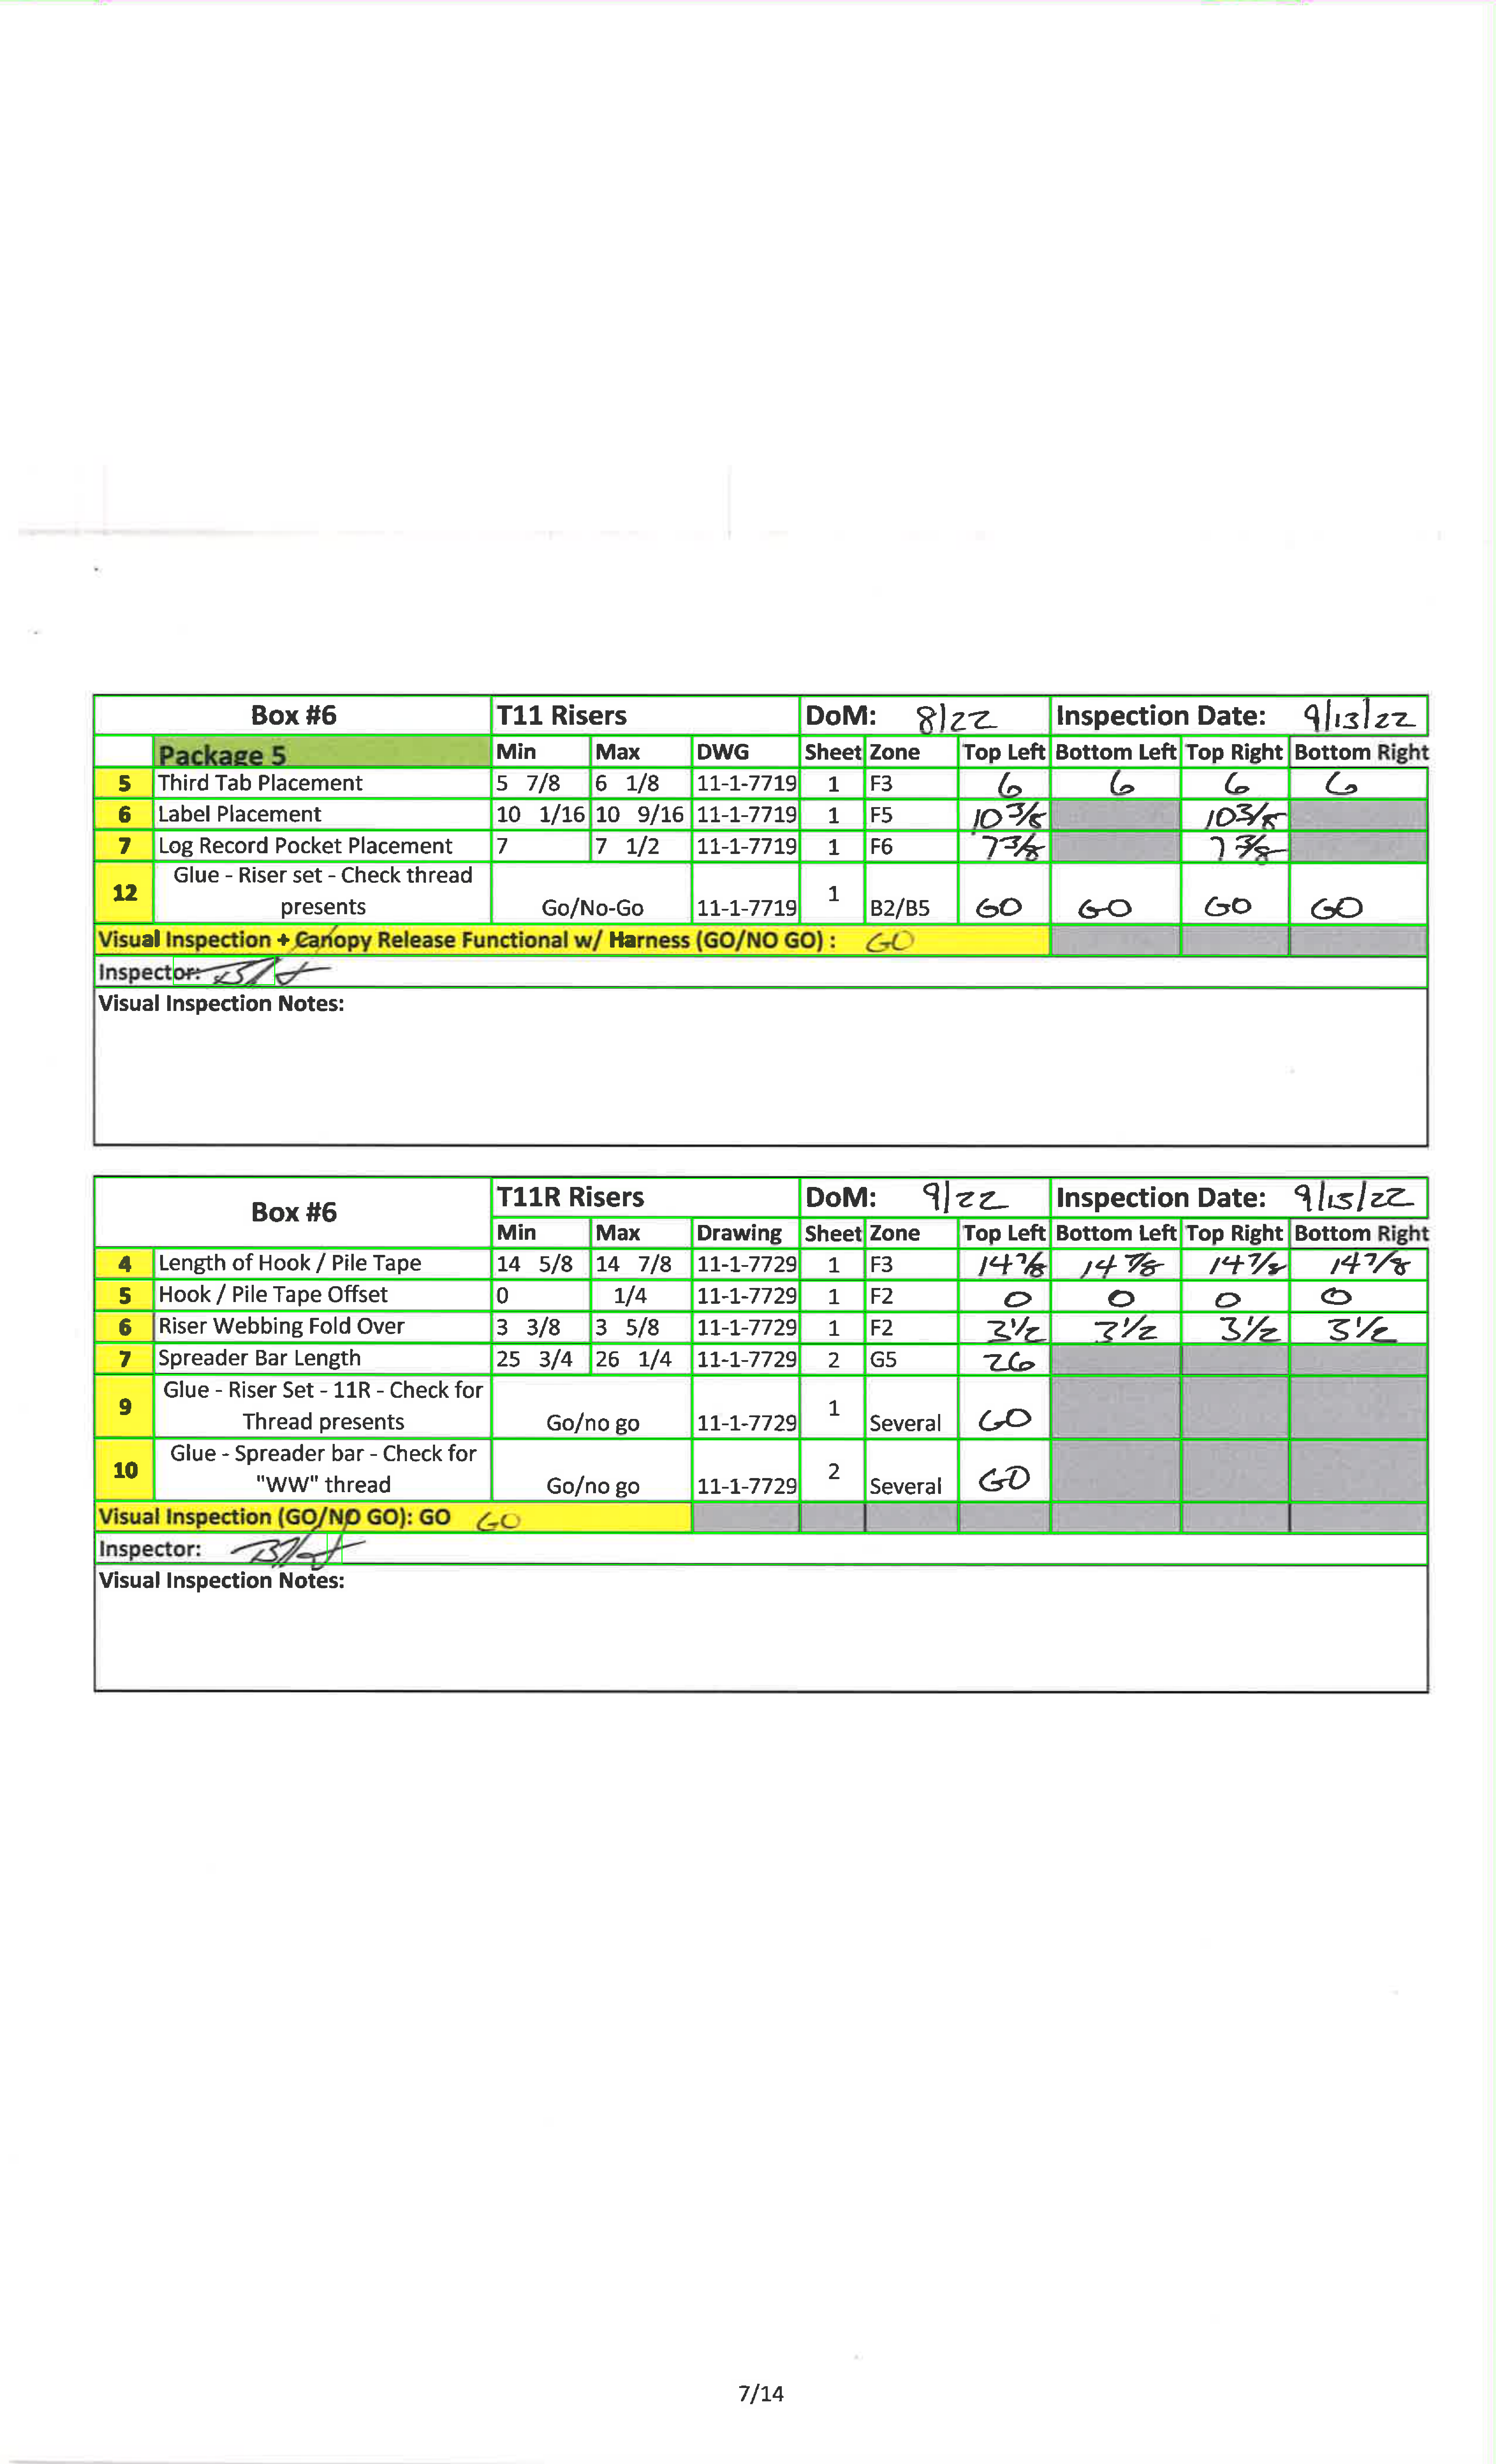 Box #6 T11 Risers DoM: 8/22 Inspection Date: 9/13/22
Package 5 Min Max DWG Sheet Zone Top Left Bottom Left Top Right Bottom Right
5 Third Tab Placement 5 7/8 6 1/8 11-1-7719 1 F3 6 6 6 6
6 Label Placement 10 1/16 10 9/16 11-1-7719 1 F5 10 3/8 10 3/8
7 Log Record Pocket Placement 7 7 1/2 11-1-7719 1 F6 7 3/8 7 3/8
12 Glue - Riser set - Check thread
presents Go/No-Go 11-1-7719 1 B2/B5 GO GO GO GO
Visual Inspection + Canopy Release Functional w/ Harness (GO/NO GO) : GO
Inspector:
Visual Inspection Notes:
Box #6 T11R Risers DoM: 9/22 Inspection Date: 9/13/22
Min Max Drawing Sheet Zone Top Left Bottom Left Top Right Bottom Right
4 Length of Hook / Pile Tape 14 5/8 14 7/8 11-1-7729 1 F3 14 7/8 14 7/8 14 7/8 14 7/8
5 Hook / Pile Tape Offset 0 1/4 11-1-7729 1 F2 0 0 0 0
6 Riser Webbing Fold Over 3 3/8 3 5/8 11-1-7729 1 F2 3 1/2 3 1/2 3 1/2 3 1/2
7 Spreader Bar Length 25 3/4 26 1/4 11-1-7729 2 G5 26
9 Glue - Riser Set - 11R - Check for
Thread presents Go/no go 11-1-7729 1 Several GO
10 Glue - Spreader bar - Check for
"WW" thread Go/no go 11-1-7729 2 Several GO
Visual Inspection (GO/NO GO): GO GO
Inspector:
Visual Inspection Notes:
7/14